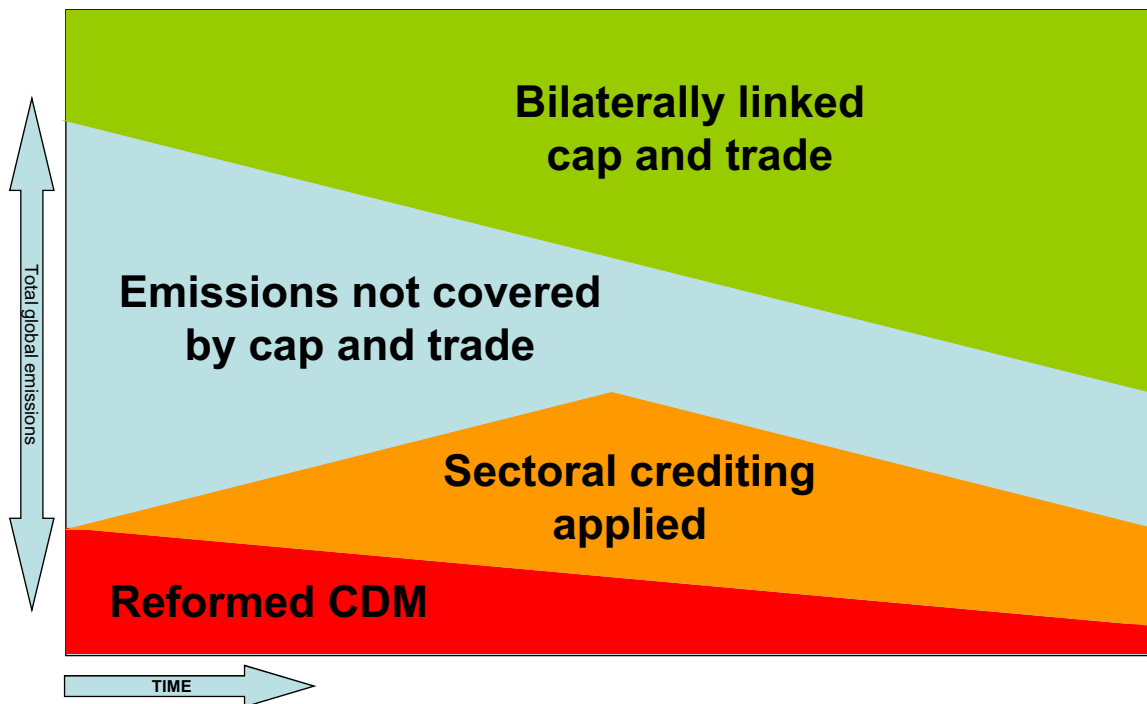 Bilaterally linked
cap and trade
Total global emissions
Emissions not covered
by cap and trade
Sectoral crediting
applied
Reformed CDM
TIME